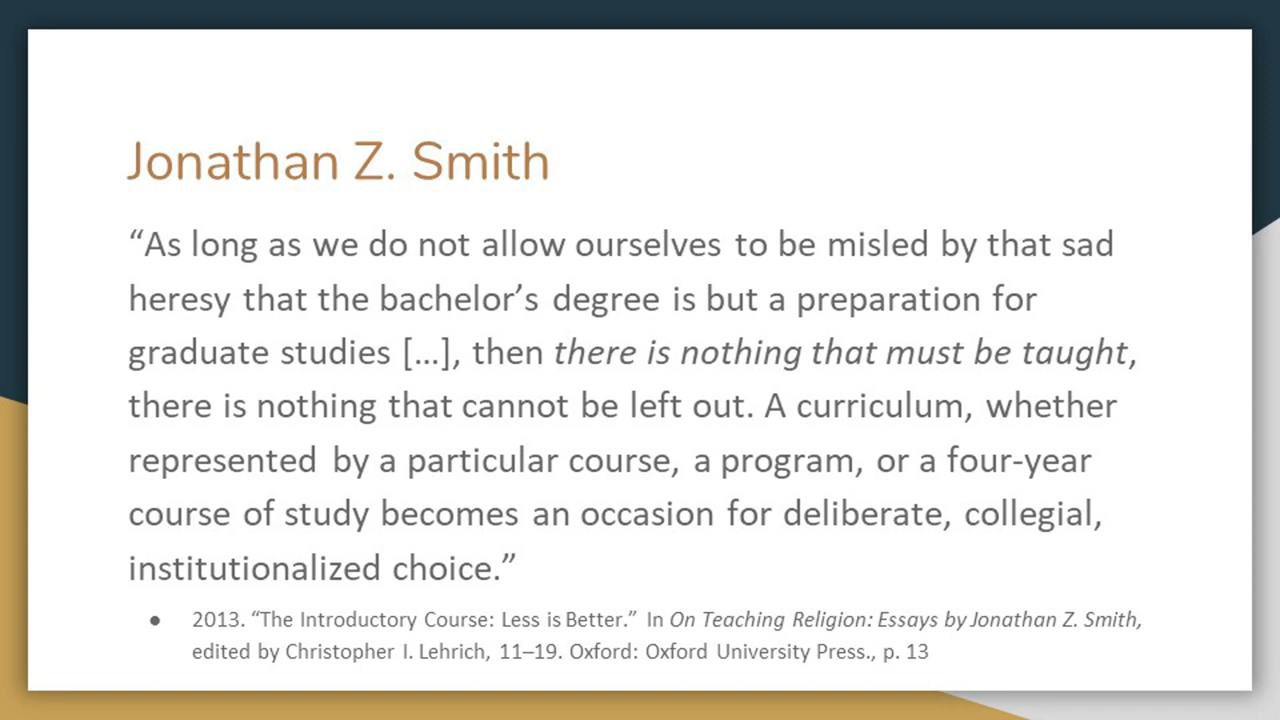 Jonathan Z. Smith
“As long as we do not allow ourselves to be misled by that sad
heresy that the bachelor’s degree is but a preparation for
graduate studies […], then there is nothing that must be taught,
there is nothing that cannot be left out. A curriculum, whether
represented by a particular course, a program, or a four-year
course of study becomes an occasion for deliberate, collegial,
institutionalized choice.”
● 2013. “The Introductory Course: Less is Better.” In On Teaching Religion: Essays by Jonathan Z. Smith,
edited by Christopher I. Lehrich, 11–19. Oxford: Oxford University Press., p. 13